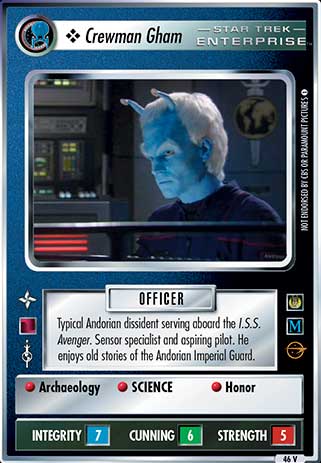 ❖ Crewman Gham
STAR TREK
ENTERPRISE™
NOT ENDORSED BY CBS OR PARAMOUNT PICTURES
OFFICER
Typical Andorian dissident serving aboard the I.S.S.
Avenger. Sensor specialist and aspiring pilot. He
enjoys old stories of the Andorian Imperial Guard.
Archaeology
SCIENCE
Honor
M
INTEGRITY 7 CUNNING 6 STRENGTH 5
46 V